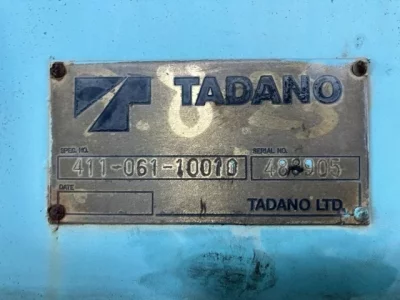 TADANO
SPEC. NO. SERIAL NO.
411-061-10010
DATE
TADANO LTD.